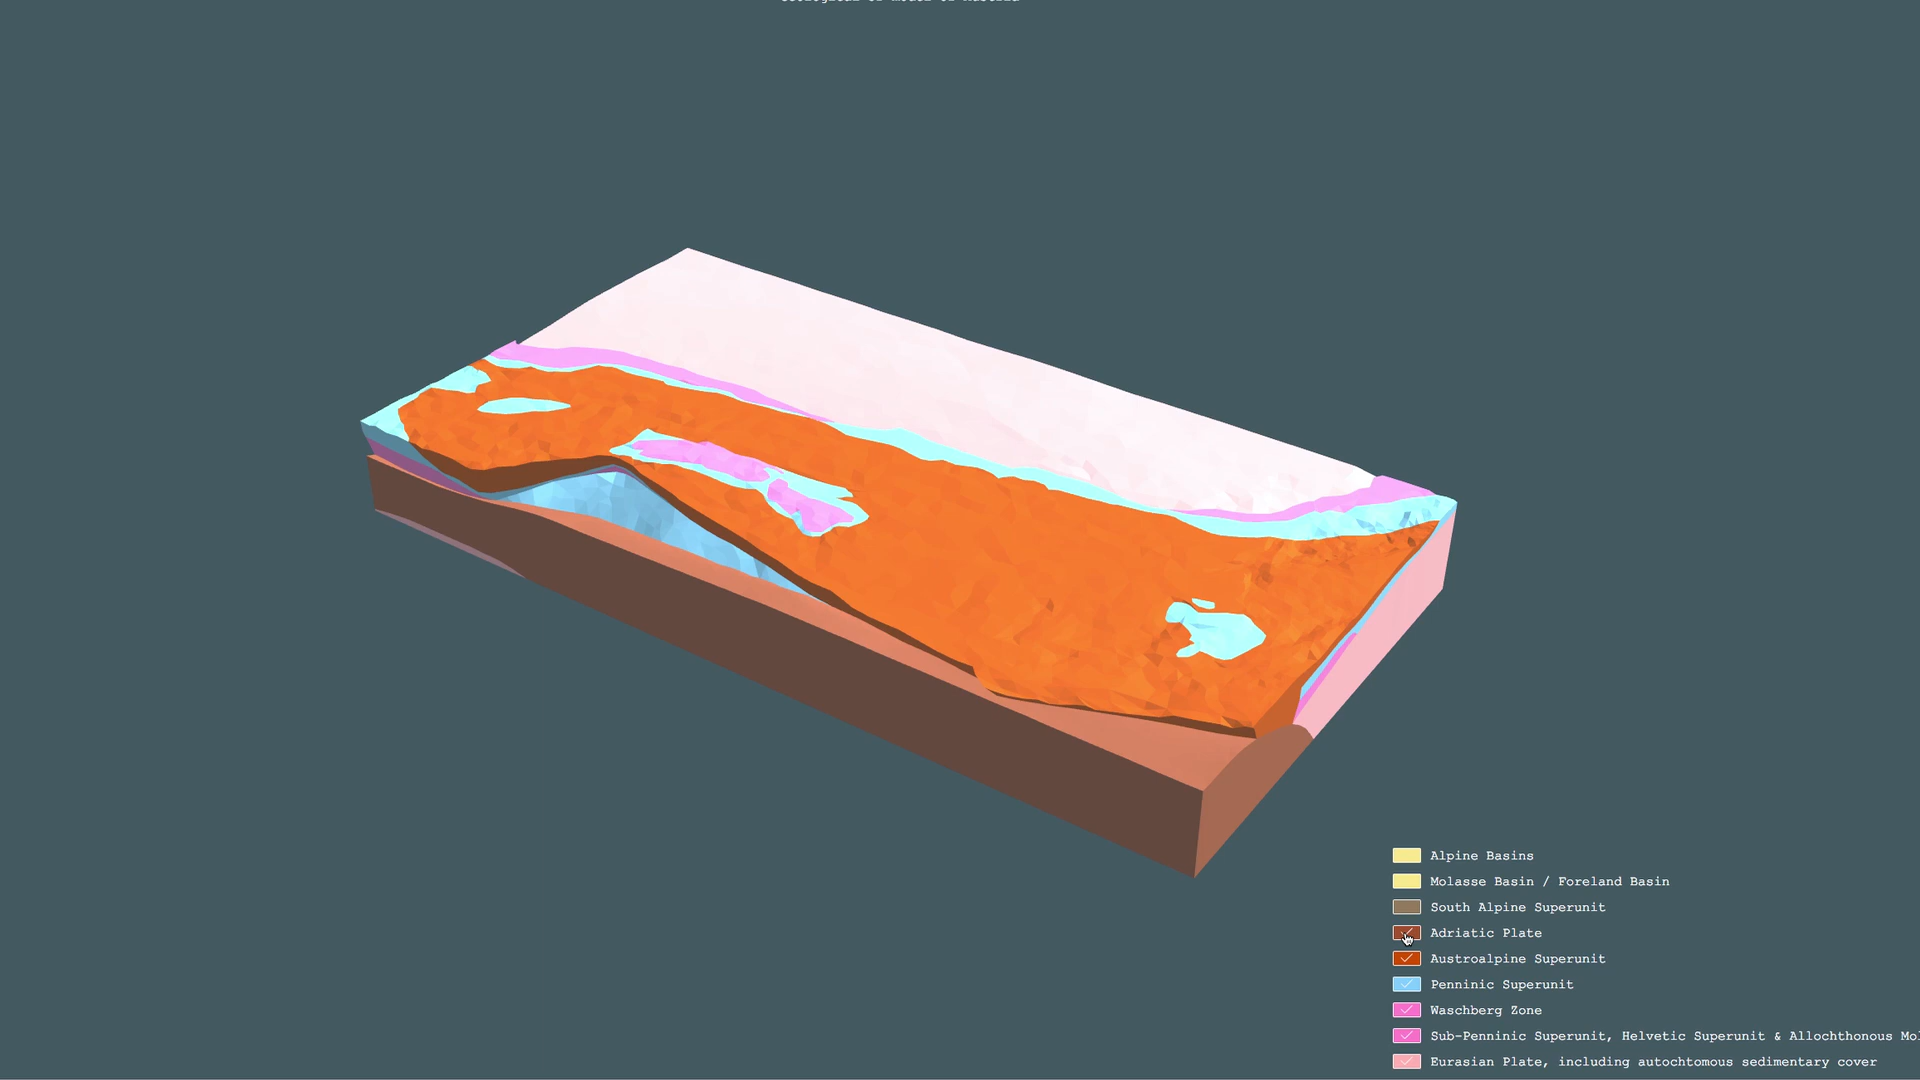 Alpine Basins
Molasse Basin / Foreland Basin
South Alpine Superunit
Adriatic Plate
Austroalpine Superunit
Penninic Superunit
Waschberg Zone
Sub-Penninic Superunit, Helvetic Superunit & Allochthonous
Eurasian Plate, including autochtomous sedimentary cover